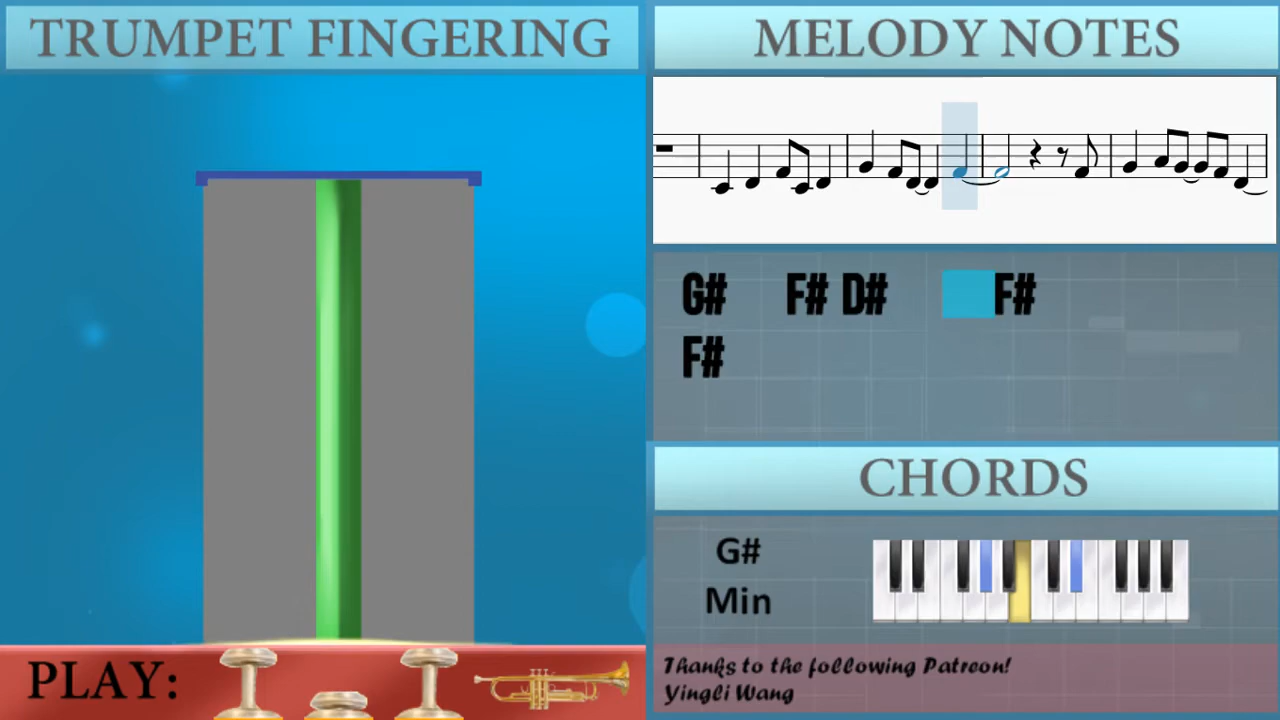 TRUMPET FINGERING
MELODY NOTES
G# F# D# F#
F#
CHORDS
G#
Min
PLAY:
Thanks to the following Patreon!
Yingli Wang